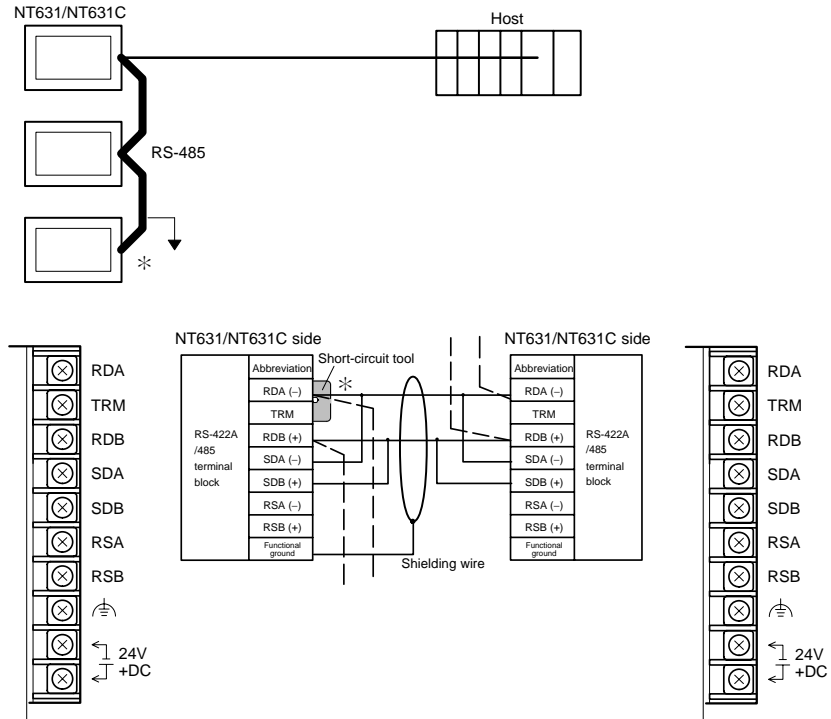 NT631/NT631C
Host
RS-485
*
NT631/NT631C side
NT631/NT631C side
RDA
TRM
RDB
SDA
SDB
RSA
RSB
24V
+DC
RS-422A
/485
terminal
block
Abbreviation
RDA (–)
TRM
RDB (+)
SDA (–)
SDB (+)
RSA (–)
RSB (+)
Functional
ground
Short-circuit tool
*
Shielding wire
Abbreviation
RDA (–)
TRM
RDB (+)
SDA (–)
SDB (+)
RSA (–)
RSB (+)
Functional
ground
RS-422A
/485
terminal
block
RDA
TRM
RDB
SDA
SDB
RSA
RSB
24V
+DC